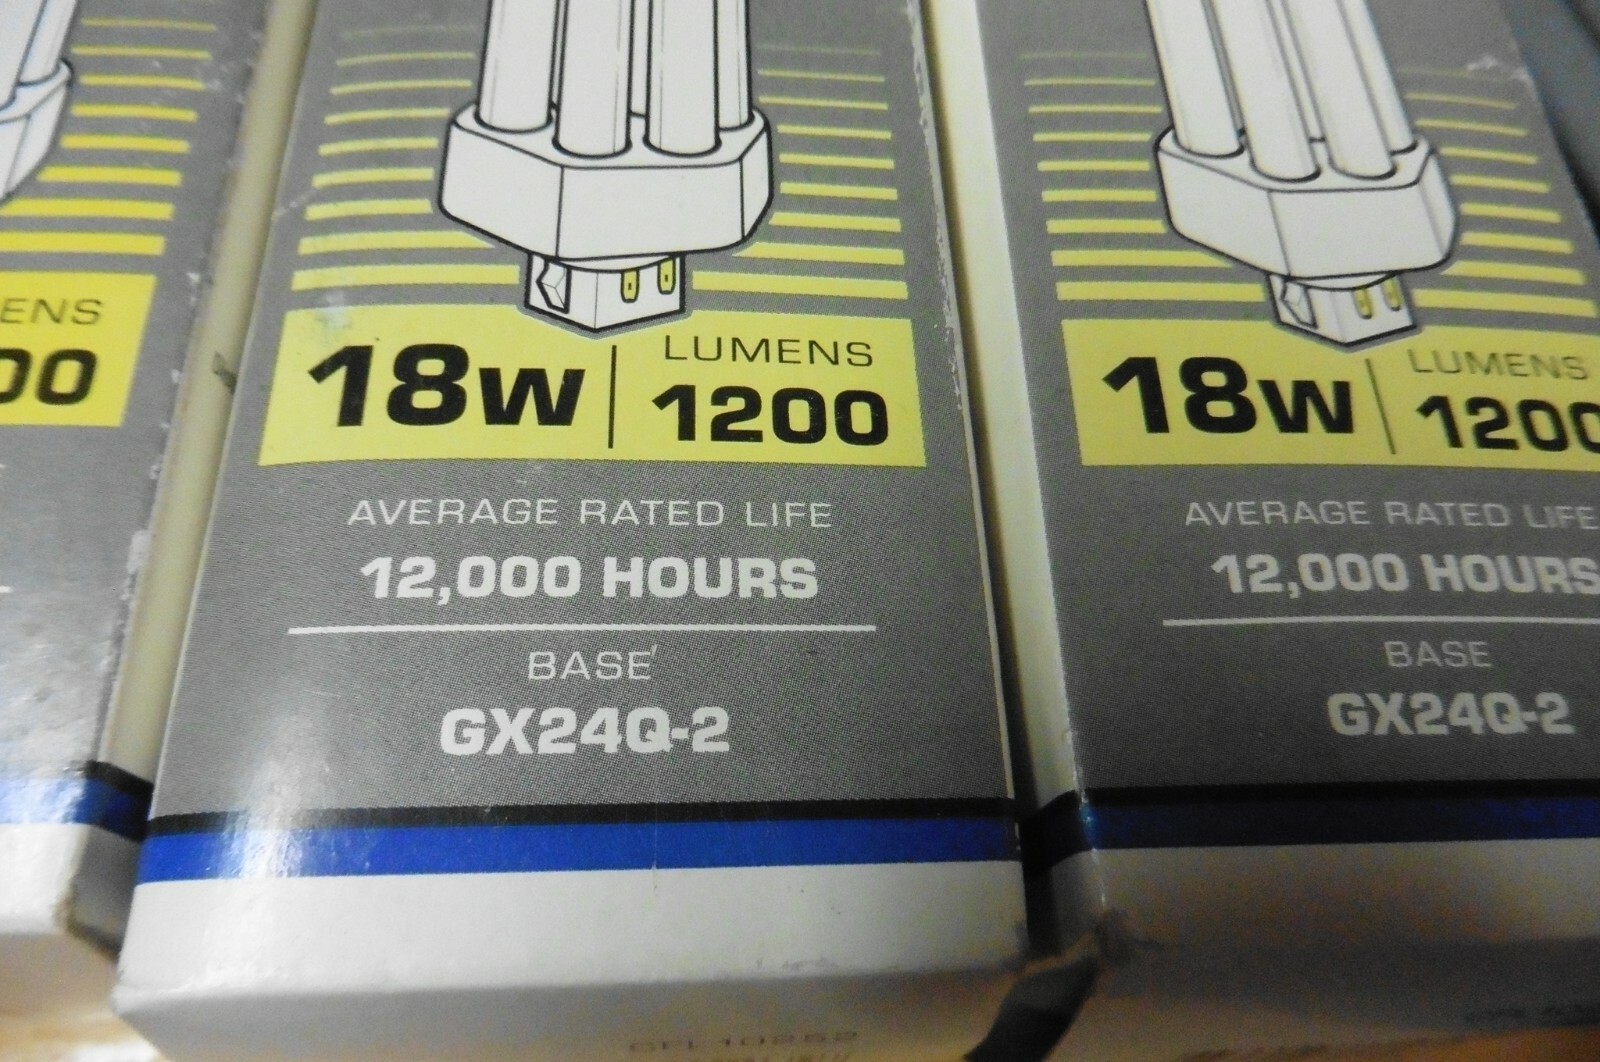 ENS
00
18W
LUMENS
1200
AVERAGE RATED LIFE
12,000 HOURS
BASE
GX24Q-2
18W
LUMENS
1200
AVERAGE RATED LIFE
12,000 HOURS
BASE
GX24Q-2